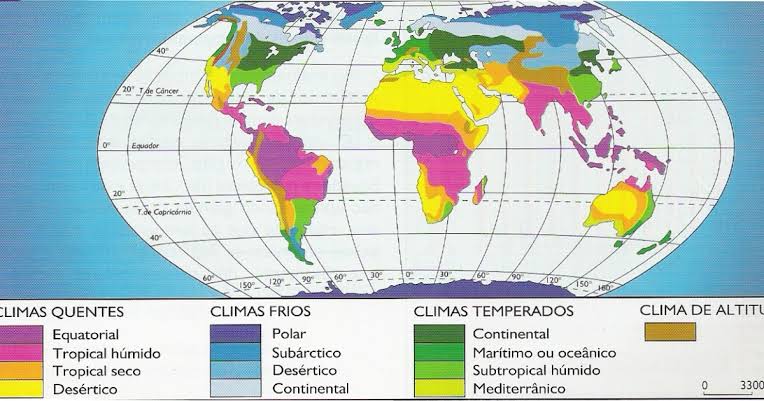 40°
20°
T. de Câncer
0°
Equador
20°
T. de Capricórnio
40°
60° 150° 120° 90° 60° 30° 0° 30° 60° 90° 120° 150° 180°
CLIMAS QUENTES
Equatorial
Tropical húmido
Tropical seco
Desértico
CLIMAS FRIOS
Polar
Subárctico
Desértico
Continental
CLIMAS TEMPERADOS
Continental
Marítimo ou oceânico
Subtropical húmido
Mediterrânico
CLIMA DE ALTITU
0 3300